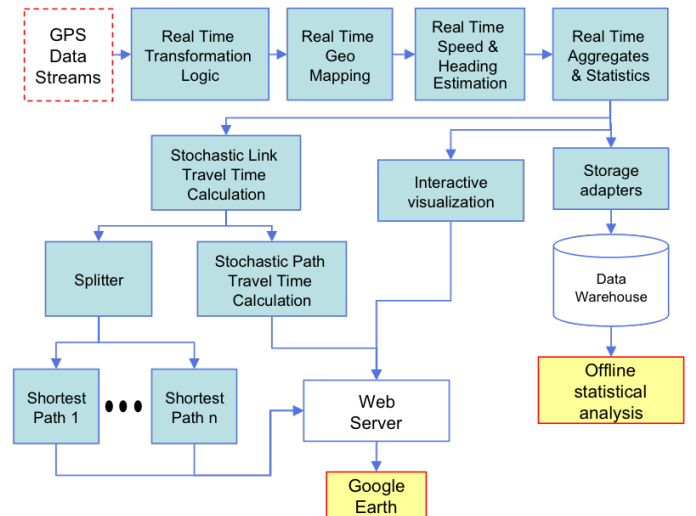 GPS
Data
Streams
Real Time
Transformation
Logic
Real Time
Geo
Mapping
Real Time
Speed &
Heading
Estimation
Real Time
Aggregates
& Statistics
Stochastic Link
Travel Time
Calculation
Interactive
visualization
Storage
adapters
Splitter
Stochastic Path
Travel Time
Calculation
Data
Warehouse
Shortest
Path 1
Shortest
Path n
Web
Server
Offline
statistical
analysis
Google
Earth